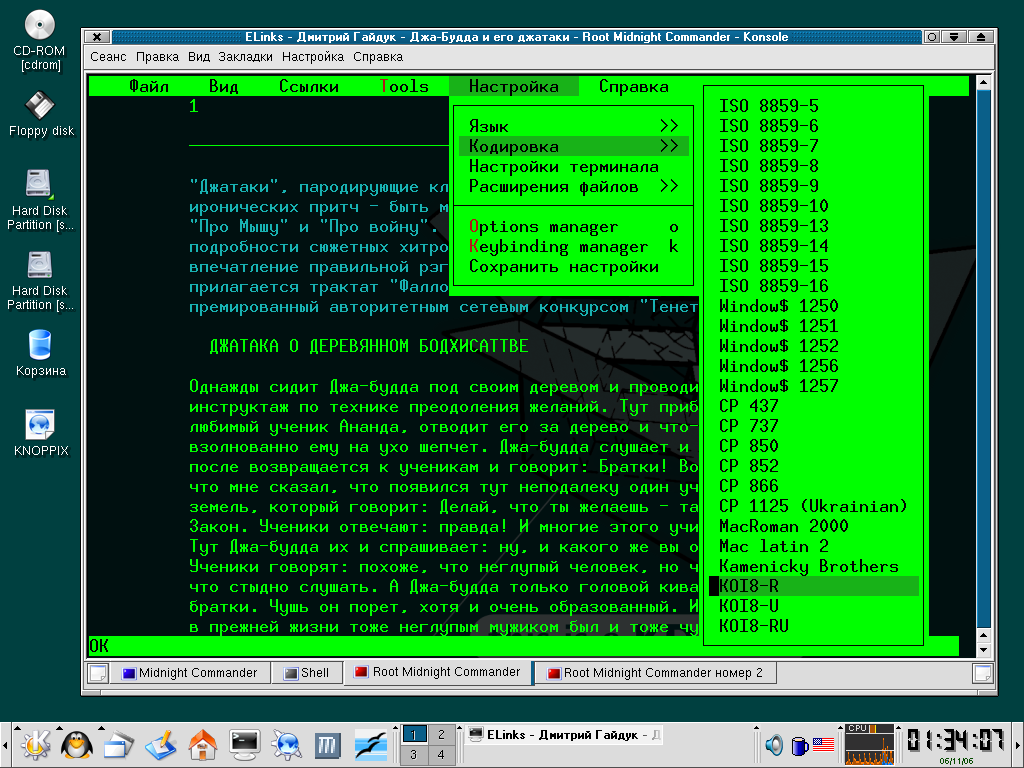 ELinks - Дмитрий Гайдук - Джа-Будда и его джатаки - Root Midnight Commander - Konsole
Сеанс Правка Вид Закладки Настройка Справка
Файл Вид Ссылки Tools Настройка Справка
1
"Джатаки", пародирующие кл
иронических притч - быть м
"Про Мышу" и "Про войну".
подробности сюжетных хитро
впечатление правильной рэг
прилагается трактат "Фалло
премированный авторитетным сетевым конкурсом "Тенет
ДЖАТАКА О ДЕРЕВЯННОМ БОДХИСАТТВЕ
Однажды сидит Джа-будда под своим деревом и проводи
инструктаж по технике преодоления желаний. Тут приб
любимый ученик Ананда, отводит его за дерево и что-
взолнованно ему на ухо шепчет. Джа-будда слушает и
после возвращается к ученикам и говорит: Братки! Во
что мне сказал, что появился тут неподалеку один уч
земель, который говорит: Делай, что ты желаешь - та
Закон. Ученики отвечают: правда! И многие этого учи
Тут Джа-будда их и спрашивает: ну, и какого же вы о
Ученики говорят: похоже, что неглупый человек, но ч
что стыдно слушать. А Джа-будда только головой кива
братки. Чушь он порет, хотя и очень образованный. И
в прежней жизни тоже неглупым мужиком был и тоже чу
OK
Язык >>
Кодировка >>
Настройки терминала
Расширения файлов >>
Options manager o
Keybinding manager k
Сохранить настройки
ISO 8859-5
ISO 8859-6
ISO 8859-7
ISO 8859-8
ISO 8859-9
ISO 8859-10
ISO 8859-13
ISO 8859-14
ISO 8859-15
ISO 8859-16
Window$ 1250
Window$ 1251
Window$ 1252
Window$ 1256
Window$ 1257
CP 437
CP 737
CP 850
CP 852
CP 866
CP 1125 (Ukrainian)
MacRoman 2000
Mac latin 2
Kamenicky Brothers
KOI8-R
KOI8-U
KOI8-RU
Midnight Commander Shell Root Midnight Commander Root Midnight Commander номер 2
CD-ROM
[cdrom]
Floppy disk
Hard Disk
Partition [s...
Hard Disk
Partition [s...
Корзина
KNOPPIX
1 2
3 4
ELinks - Дмитрий Гайдук - Д
CPU
01:34:07
06/11/06